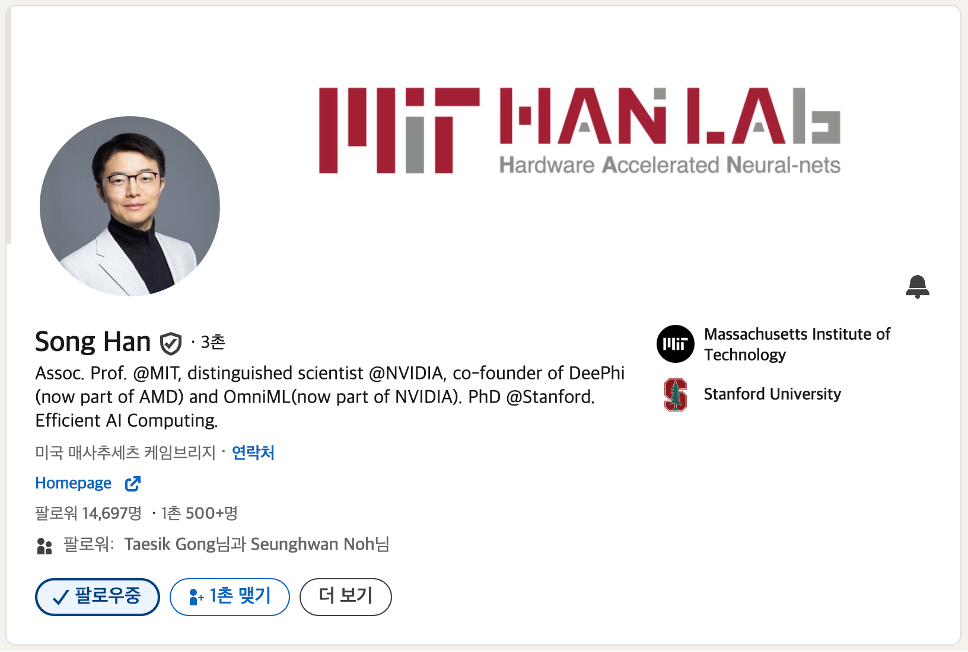 MIT HAN LAb
Hardware Accelerated Neural-nets
Song Han · 3촌
Assoc. Prof. @MIT, distinguished scientist @NVIDIA, co-founder of DeePhi
(now part of AMD) and OmniML(now part of NVIDIA). PhD @Stanford.
Efficient AI Computing.
미국 매사추세츠 케임브리지 · 연락처
Homepage
팔로워 14,697명 · 1촌 500+명
팔로워: Taesik Gong님과 Seunghwan Noh님
팔로우중
1촌 맺기
더 보기
MIT
Massachusetts Institute of
Technology
S
Stanford University